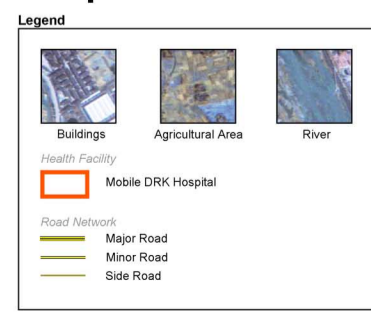 Legend
Buildings Agricultural Area River
Health Facility
Mobile DRK Hospital
Road Network
Major Road
Minor Road
Side Road